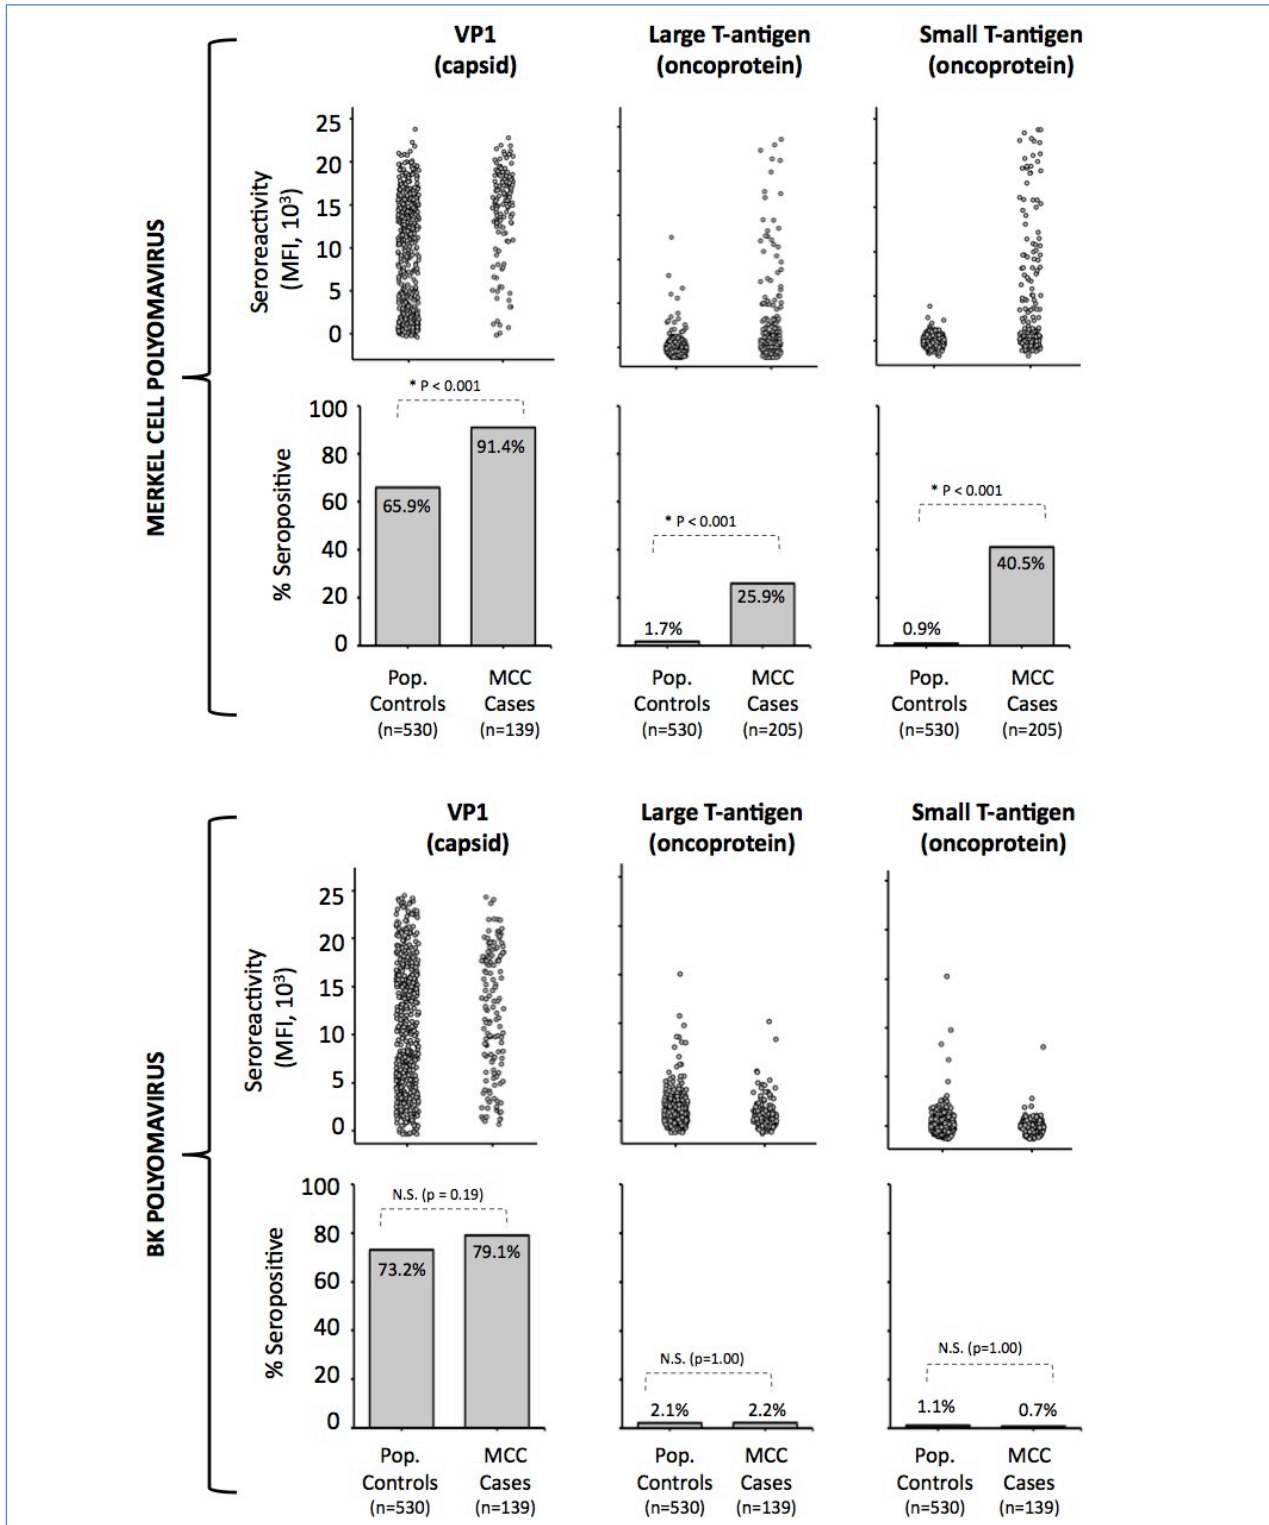 MERKEL CELL POLYOMAVIRUS
VP1
(capsid)
Large T-antigen
(oncoprotein)
Small T-antigen
(oncoprotein)
Seroreactivity
(MFI, 10³)
25
20
15
10
5
0
% Seropositive
100
80
60
40
20
0
* P < 0.001
65.9%
91.4%
* P < 0.001
1.7%
25.9%
* P < 0.001
0.9%
40.5%
Pop.
Controls
(n=530)
MCC
Cases
(n=139)
Pop.
Controls
(n=530)
MCC
Cases
(n=205)
Pop.
Controls
(n=530)
MCC
Cases
(n=205)
BK POLYOMAVIRUS
VP1
(capsid)
Large T-antigen
(oncoprotein)
Small T-antigen
(oncoprotein)
Seroreactivity
(MFI, 10³)
25
20
15
10
5
0
% Seropositive
100
80
60
40
20
0
N.S. (p = 0.19)
73.2%
79.1%
N.S. (p=1.00)
2.1%
2.2%
N.S. (p=1.00)
1.1%
0.7%
Pop.
Controls
(n=530)
MCC
Cases
(n=139)
Pop.
Controls
(n=530)
MCC
Cases
(n=139)
Pop.
Controls
(n=530)
MCC
Cases
(n=139)